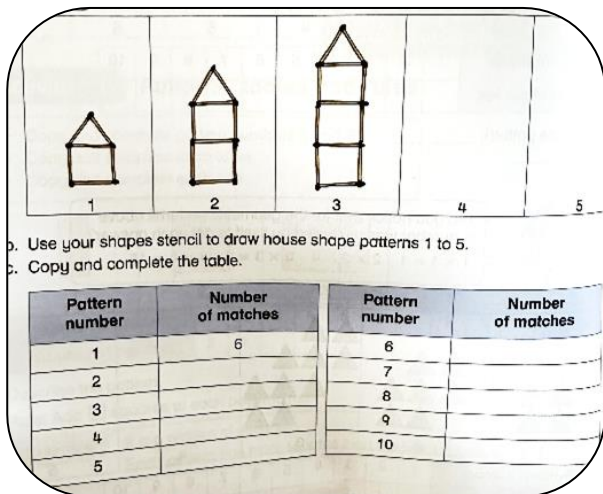 1 2 3 4 5
b. Use your shapes stencil to draw house shape patterns 1 to 5.
c. Copy and complete the table.
Pattern number Number of matches
1 6
2
3
4
5
Pattern number Number of matches
6
7
8
9
10